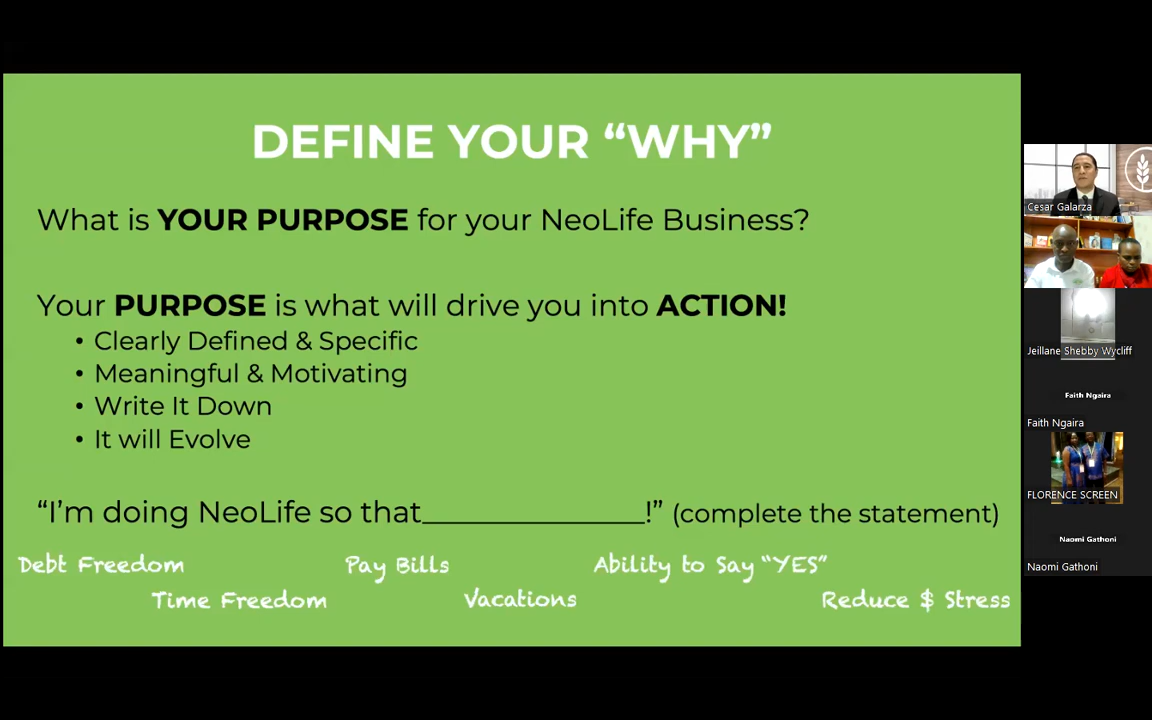 DEFINE YOUR “WHY”
What is YOUR PURPOSE for your NeoLife Business?
Your PURPOSE is what will drive you into ACTION!
• Clearly Defined & Specific
• Meaningful & Motivating
• Write It Down
• It will Evolve
“I’m doing NeoLife so that________________!” (complete the statement)
Debt Freedom Pay Bills Ability to Say “YES”
Time Freedom Vacations Reduce $ Stress
Cesar Galarza
Jeillane Shebby Wycliff
Faith Ngaira
Faith Ngaira
FLORENCE SCREEN
Naomi Gathoni
Naomi Gathoni